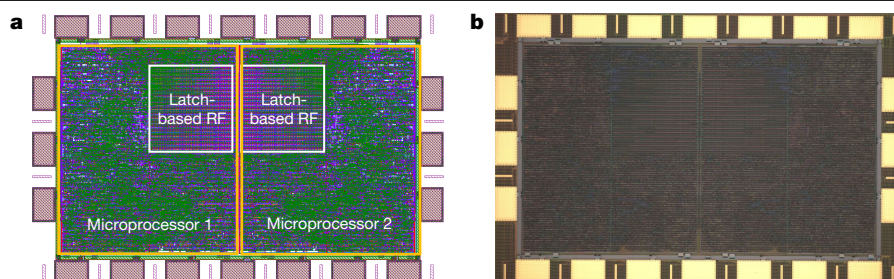 a
b
Latch-
based RF
Latch-
based RF
Microprocessor 1
Microprocessor 2